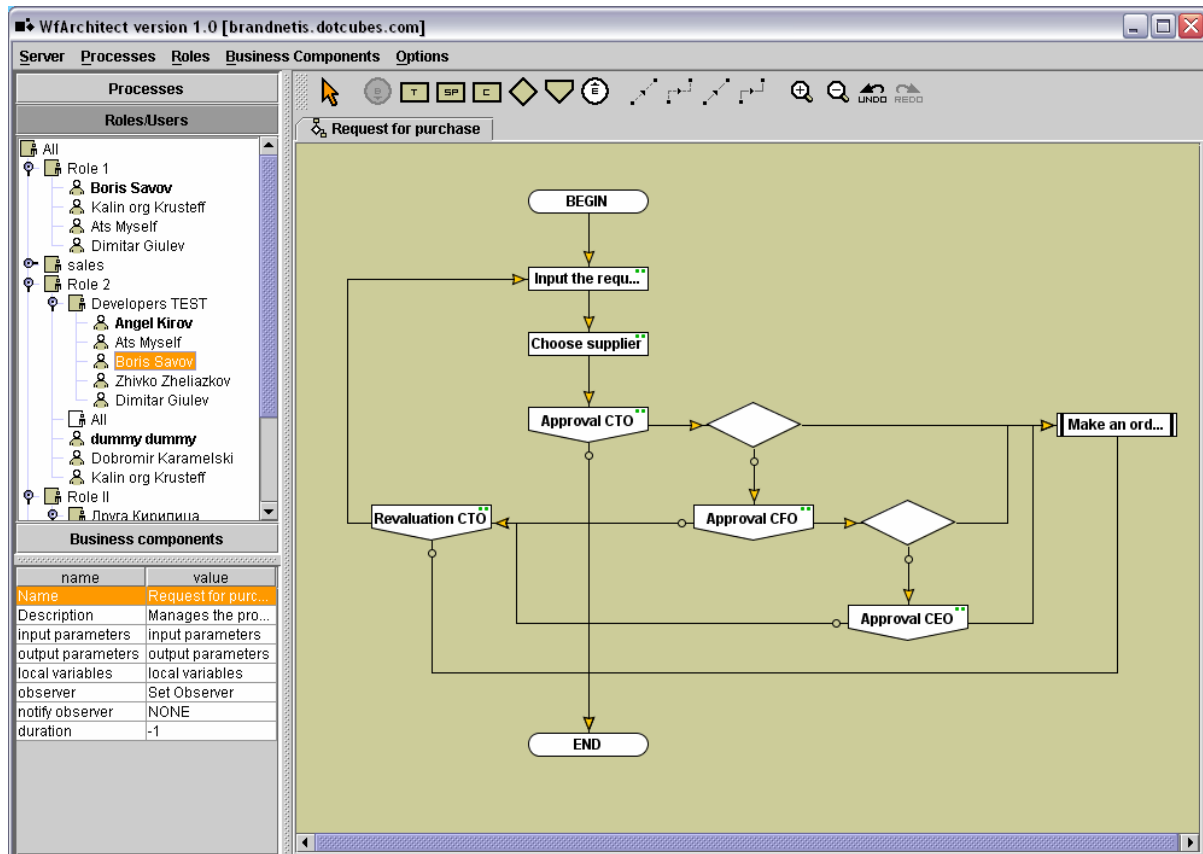 WfArchitect version 1.0 [brandnetis.dotcubes.com]
Server Processes Roles Business Components Options
Processes
Roles/Users
All
Role 1
Boris Savov
Kalin org Krusteff
Ats Myself
Dimitar Giulev
sales
Role 2
Developers TEST
Angel Kirov
Ats Myself
Boris Savov
Zhivko Zheliazkov
Dimitar Giulev
All
dummy dummy
Dobromir Karamelski
Kalin org Krusteff
Role II
Друга Кирипица
Business components
name value
Name Request for purc...
Description Manages the pro...
input parameters input parameters
output parameters output parameters
local variables local variables
observer Set Observer
notify observer NONE
duration -1
T SP C E UNDO REDO
Request for purchase
BEGIN
Input the requ...
Choose supplier
Approval CTO
Make an ord...
Revaluation CTO
Approval CFO
Approval CEO
END